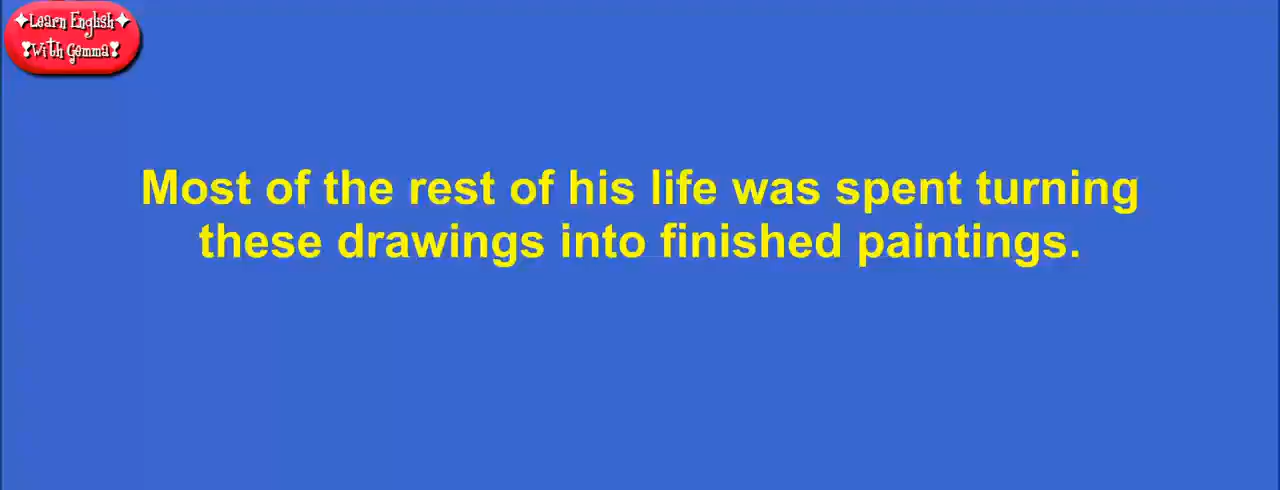 Learn English
With Gemma
Most of the rest of his life was spent turning
these drawings into finished paintings.